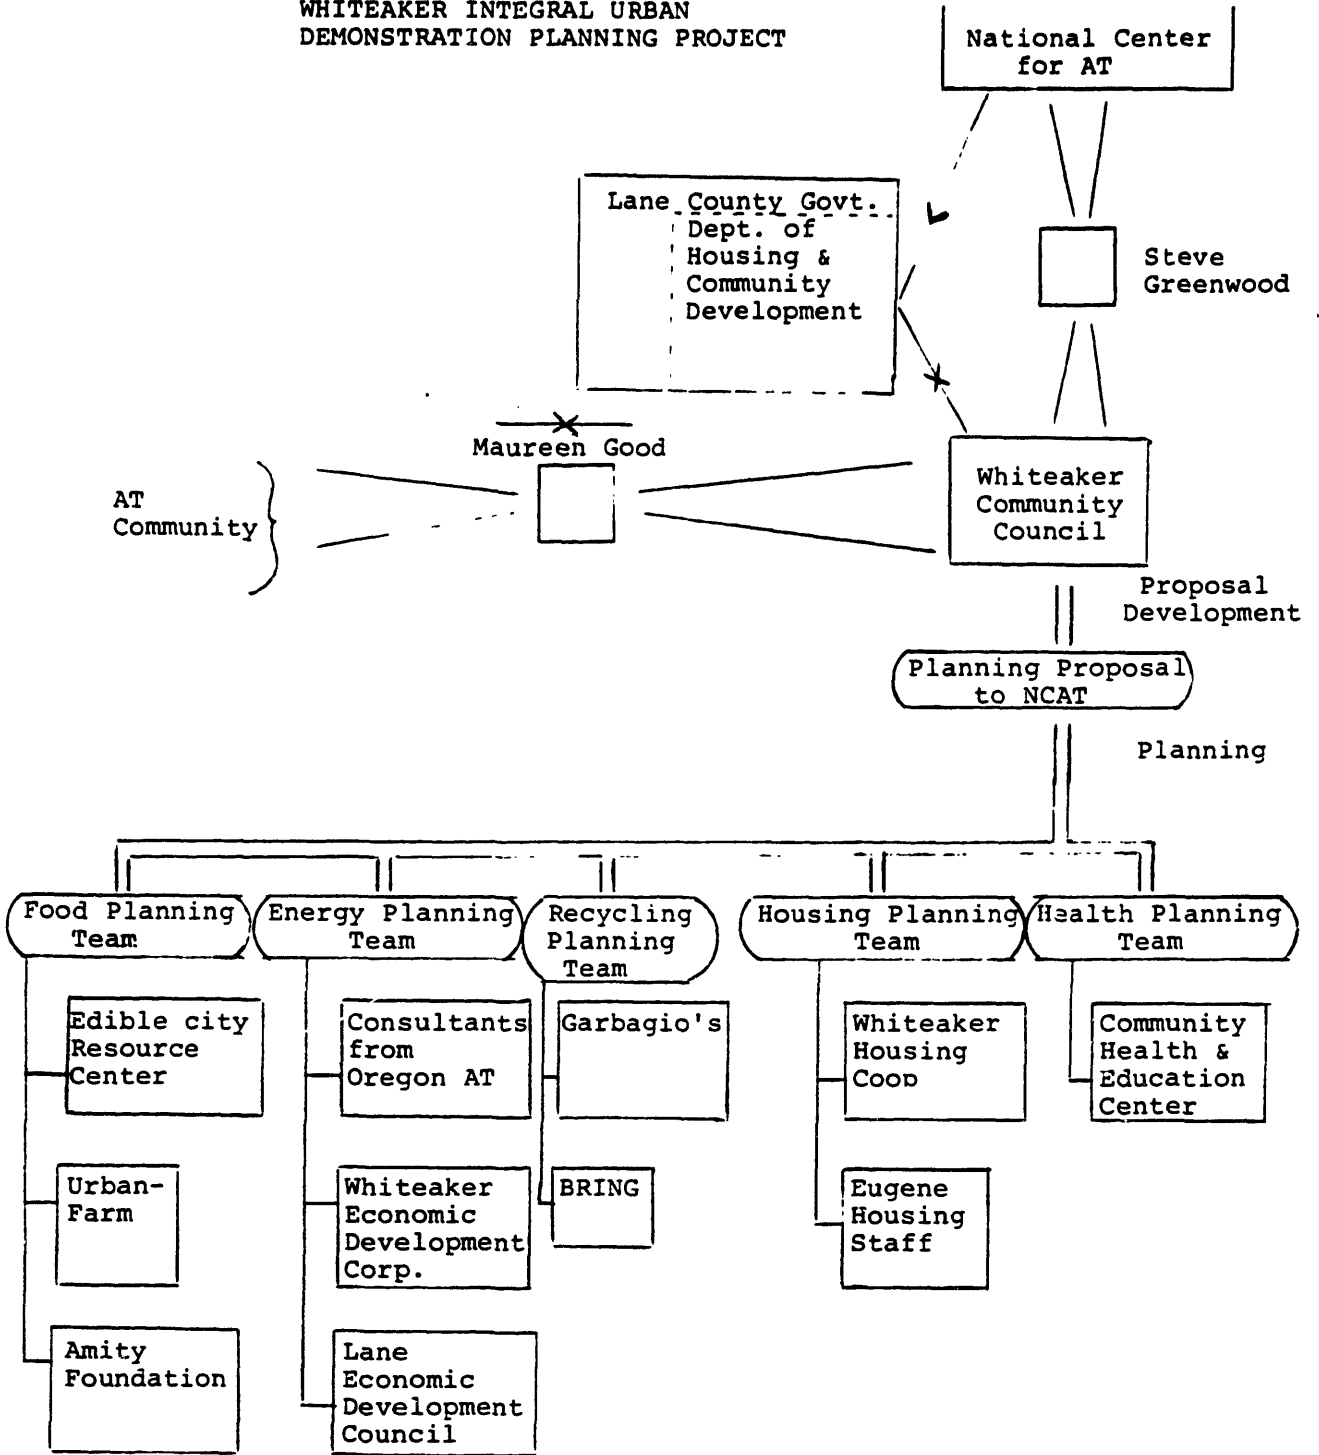 WHITEAKER INTEGRAL URBAN
DEMONSTRATION PLANNING PROJECT
National Center
for AT
Lane County Govt.
Dept. of
Housing &
Community
Development
Steve
Greenwood
Maureen Good
AT
Community
Whiteaker
Community
Council
Proposal
Development
Planning Proposal
to NCAT
Planning
Food Planning
Team
Energy Planning
Team
Recycling
Planning
Team
Housing Planning
Team
Health Planning
Team
Edible city
Resource
Center
Consultants
from
Oregon AT
Garbagio's
Whiteaker
Housing
Coop
Community
Health &
Education
Center
Urban-
Farm
Whiteaker
Economic
Development
Corp.
BRING
Eugene
Housing
Staff
Amity
Foundation
Lane
Economic
Development
Council